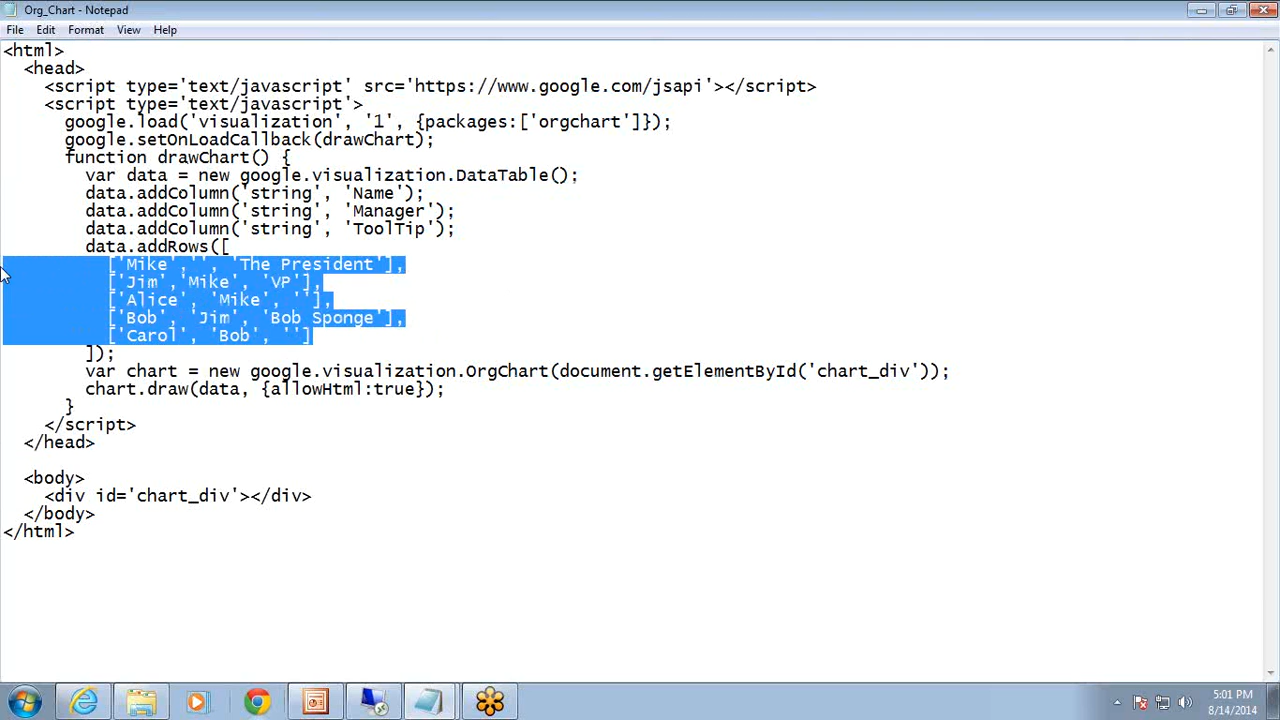 Org_Chart - Notepad
File Edit Format View Help
<html>
  <head>
    <script type='text/javascript' src='https://www.google.com/jsapi'></script>
    <script type='text/javascript'>
      google.load('visualization', '1', {packages:['orgchart']});
      google.setOnLoadCallback(drawChart);
      function drawChart() {
        var data = new google.visualization.DataTable();
        data.addColumn('string', 'Name');
        data.addColumn('string', 'Manager');
        data.addColumn('string', 'ToolTip');
        data.addRows([
          ['Mike','', 'The President'],
          ['Jim','Mike', 'VP'],
          ['Alice', 'Mike', ''],
          ['Bob', 'Jim', 'Bob Sponge'],
          ['Carol', 'Bob', '']
        ]);
        var chart = new google.visualization.OrgChart(document.getElementById('chart_div'));
        chart.draw(data, {allowHtml:true});
      }
    </script>
  </head>
  <body>
    <div id='chart_div'></div>
  </body>
</html>
5:01 PM
8/14/2014